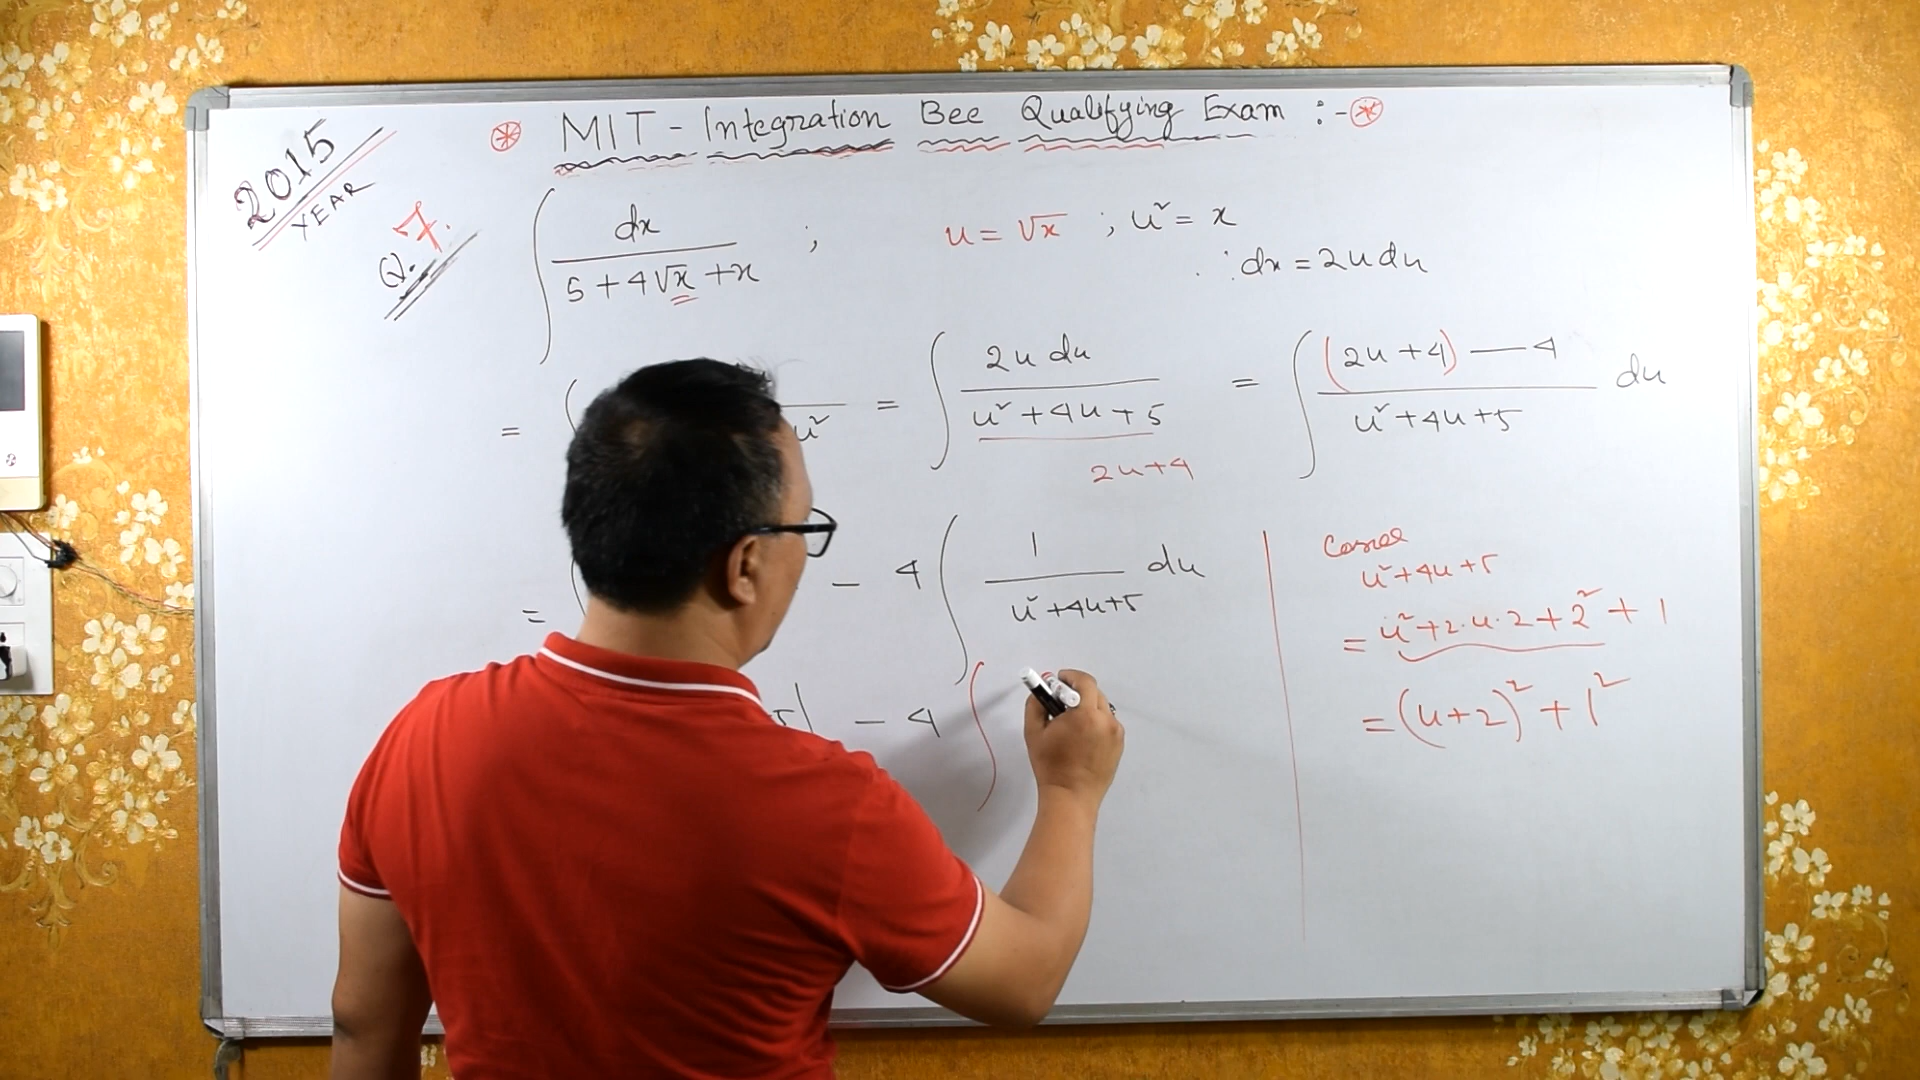 2015
YEAR
MIT - Integration Bee Qualifying Exam :-
Q. 7.
∫ dx / (5 + 4√x + x) ; u = √x ; u² = x
∴ dx = 2u du
= ∫ u² = ∫ 2u du / (u² + 4u + 5) = ∫ ((2u + 4) − 4) / (u² + 4u + 5) du
2u+4
= ∫ − 4 ∫ 1 / (u² + 4u + 5) du
5| − 4 ∫
u² + 4u + 5
= u² + 2·u·2 + 2² + 1
= (u + 2)² + 1²